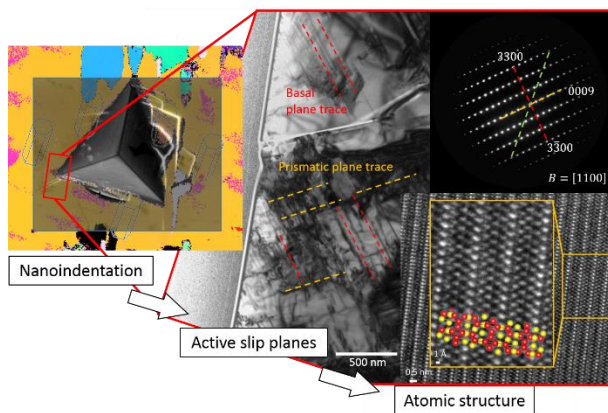 3300
0009
3300
B = [1100]
Basal
plane trace
Prismatic plane trace
Nanoindentation
Active slip planes
500 nm
1 Å
0.5 nm
Atomic structure